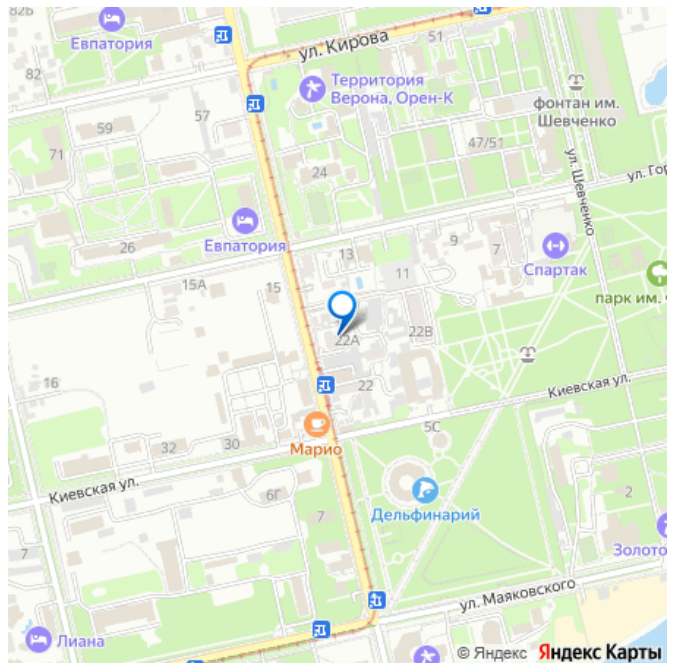 82Б
Евпатория
82
ул. Кирова
51
Территория
Верона, Орен-К
фонтан им.
Шевченко
57
59
71
47/51
24
ул. Шевченко
ул. Гор
Евпатория
26
13
9
7
Спартак
11
15А
15
парк им.
22А
22В
16
22
Киевская ул.
Марио
5С
32
30
Киевская ул.
6Г
7
Дельфинарий
2
7
Золото
ул. Маяковского
Лиана
© Яндекс Яндекс Карты